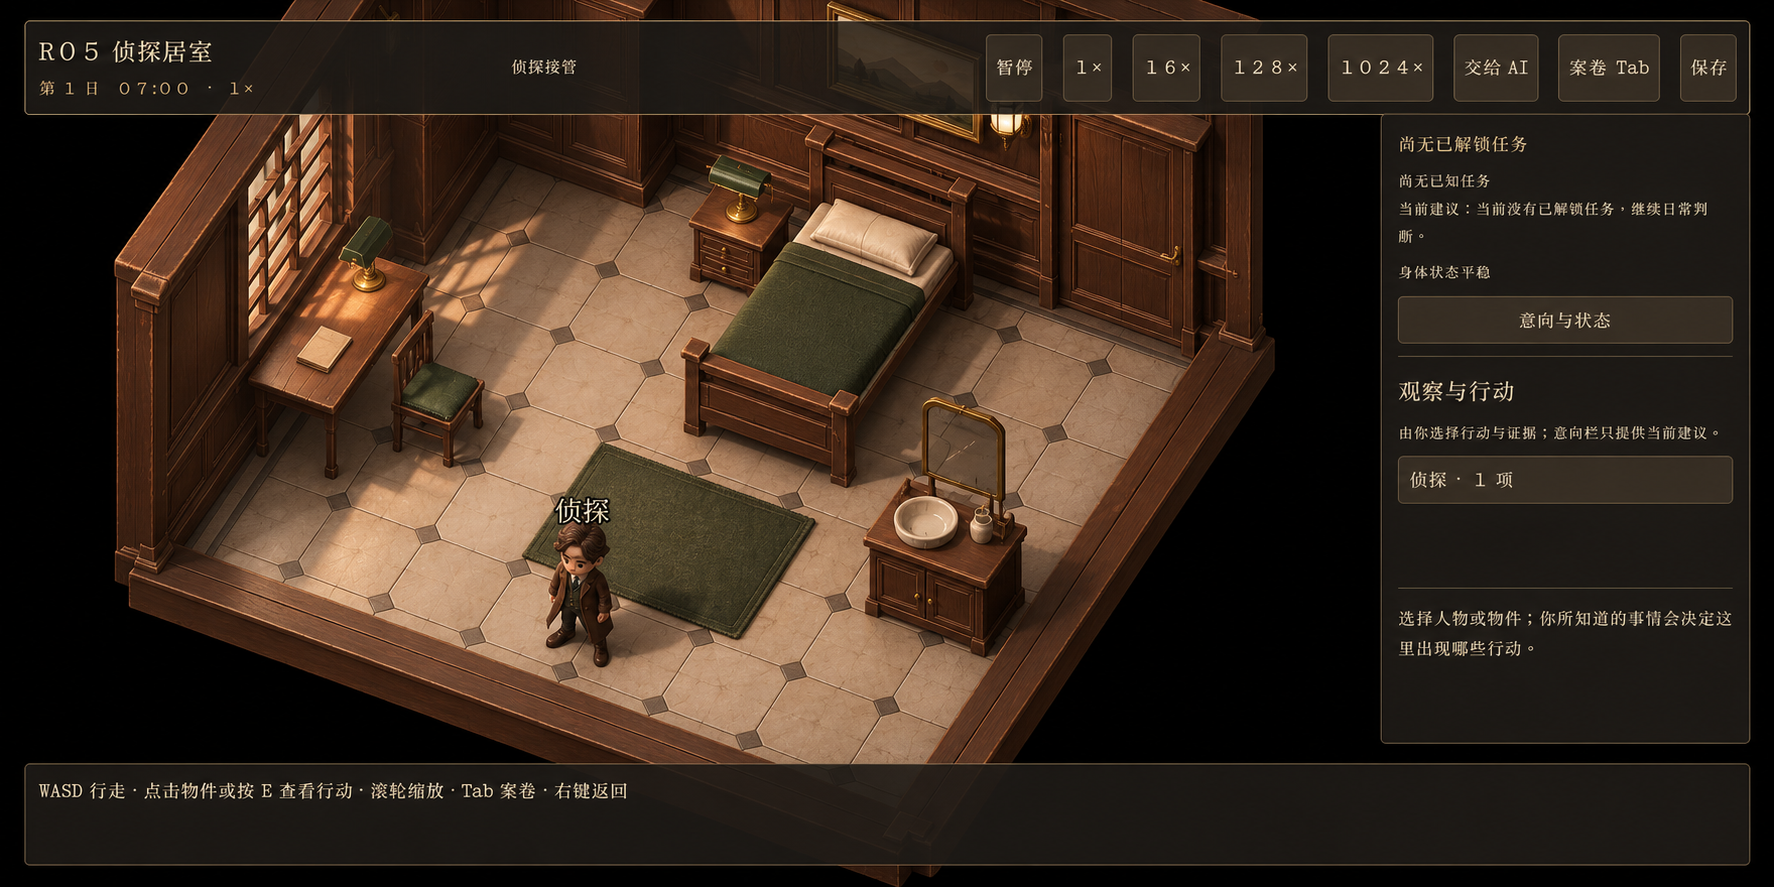 R05 侦探居室
第 1 日 07:00 · 1×
侦探接管
暂停
1×
16×
128×
1024×
交给 AI
案卷 Tab
保存
尚无已解锁任务
尚无已知任务
当前建议：当前没有已解锁任务，继续日常判
断。
身体状态平稳
意向与状态
观察与行动
由你选择行动与证据；意向栏只提供当前建议。
侦探 · 1 项
选择人物或物件；你所知道的事情会决定这
里出现哪些行动。
侦探
WASD 行走 · 点击物件或按 E 查看行动 · 滚轮缩放 · Tab 案卷 · 右键返回